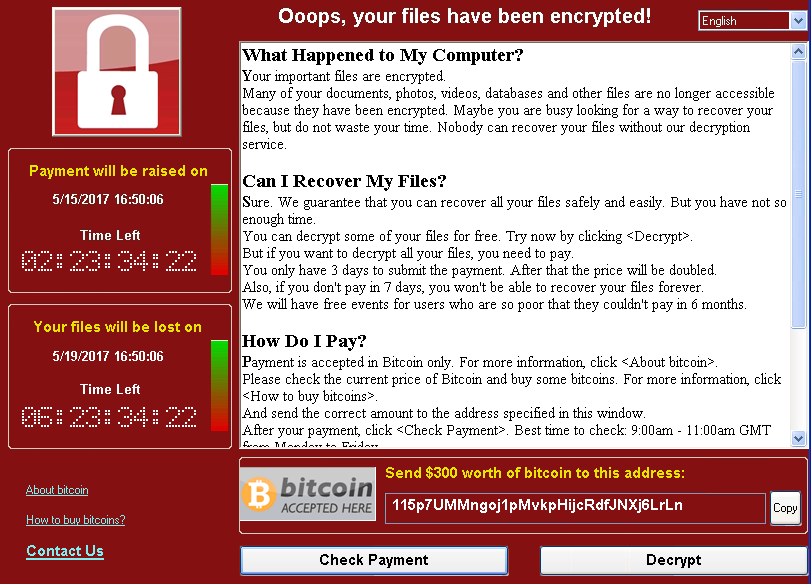 Ooops, your files have been encrypted!
English
What Happened to My Computer?
Your important files are encrypted.
Many of your documents, photos, videos, databases and other files are no longer accessible
because they have been encrypted. Maybe you are busy looking for a way to recover your
files, but do not waste your time. Nobody can recover your files without our decryption
service.
Can I Recover My Files?
Sure. We guarantee that you can recover all your files safely and easily. But you have not so
enough time.
You can decrypt some of your files for free. Try now by clicking <Decrypt>.
But if you want to decrypt all your files, you need to pay.
You only have 3 days to submit the payment. After that the price will be doubled.
Also, if you don't pay in 7 days, you won't be able to recover your files forever.
We will have free events for users who are so poor that they couldn't pay in 6 months.
How Do I Pay?
Payment is accepted in Bitcoin only. For more information, click <About bitcoin>.
Please check the current price of Bitcoin and buy some bitcoins. For more information, click
<How to buy bitcoins>.
And send the correct amount to the address specified in this window.
After your payment, click <Check Payment>. Best time to check: 9:00am - 11:00am GMT
from Monday to Friday
Payment will be raised on
5/15/2017 16:50:06
Time Left
02:23:34:22
Your files will be lost on
5/19/2017 16:50:06
Time Left
06:23:34:22
About bitcoin
How to buy bitcoins?
Contact Us
bitcoin
ACCEPTED HERE
Send $300 worth of bitcoin to this address:
115p7UMMngoj1pMvkpHijcRdfJNXj6LrLn
Copy
Check Payment
Decrypt